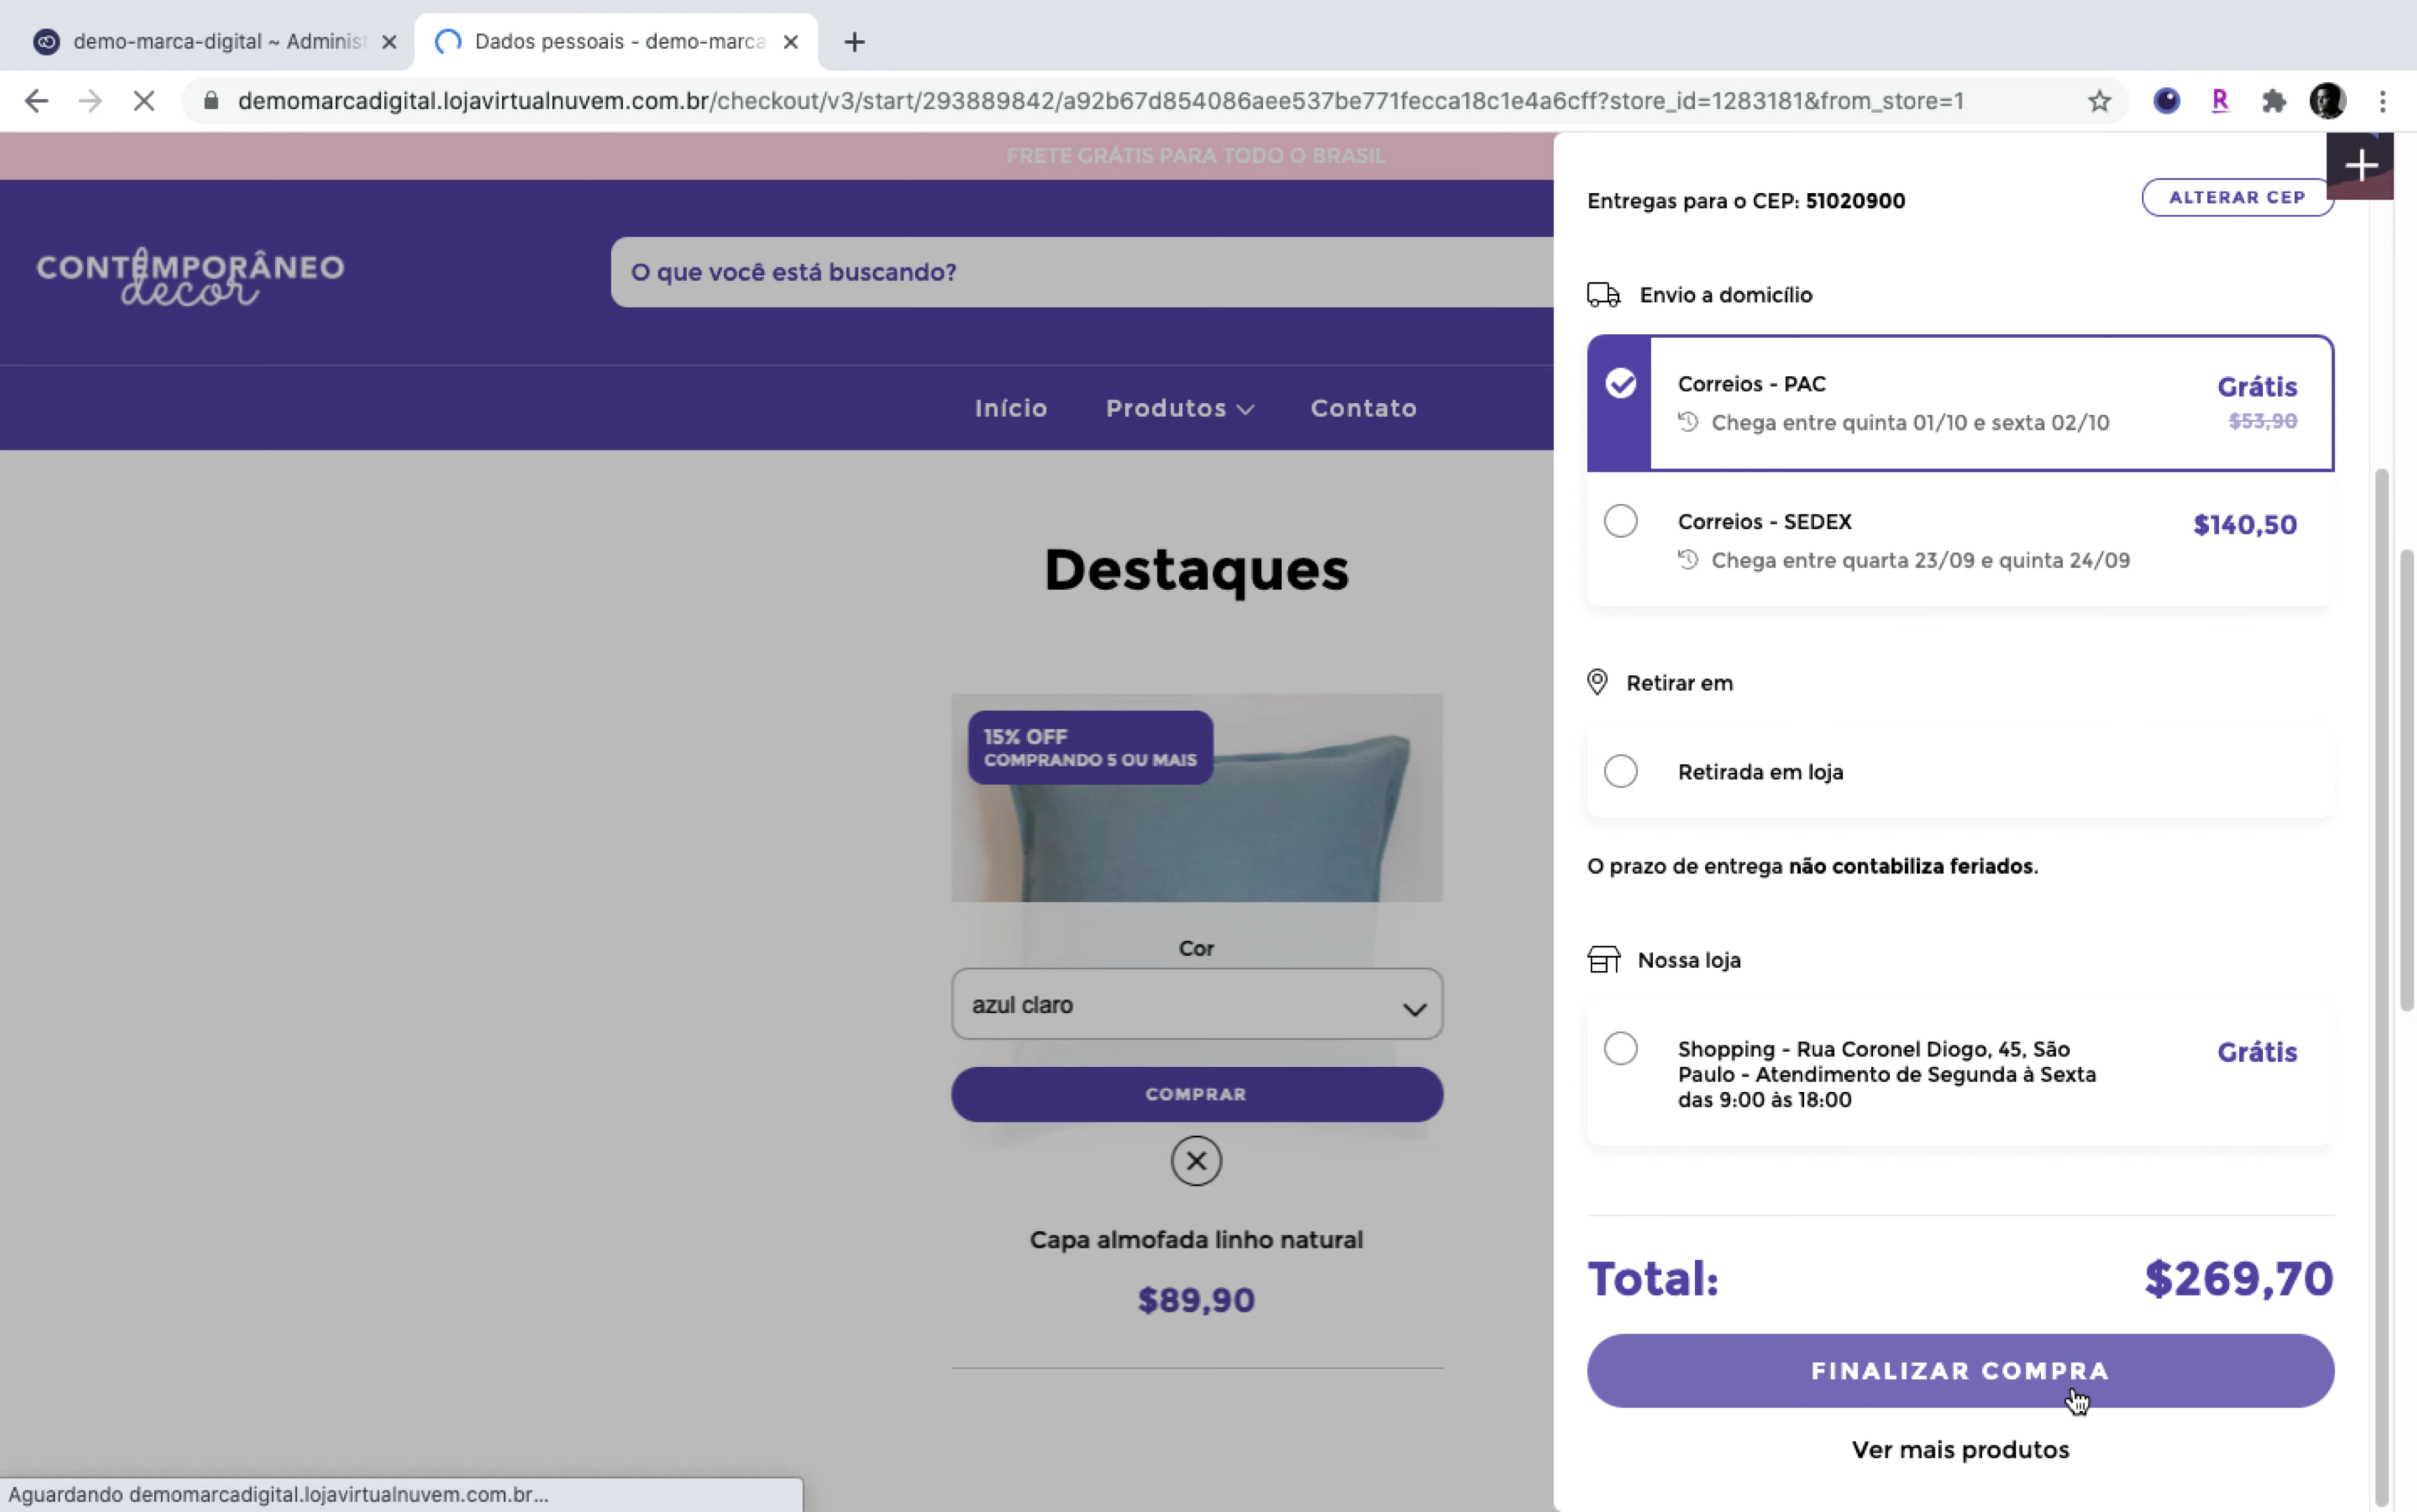 demo-marca-digital ~ Adminis
Dados pessoais - demo-marca
demomarcadigital.lojavirtualnuvem.com.br/checkout/v3/start/293889842/a92b67d854086aee537be771fecca18c1e4a6cff?store_id=1283181&from_store=1
R
FRETE GRÁTIS PARA TODO O BRASIL
CONTEMPORÂNEO
decor
O que você está buscando?
Início
Produtos
Contato
Destaques
15% OFF
COMPRANDO 5 OU MAIS
Cor
azul claro
COMPRAR
Capa almofada linho natural
$89,90
Entregas para o CEP: 51020900
ALTERAR CEP
Envio a domicílio
Correios - PAC
Grátis
Chega entre quinta 01/10 e sexta 02/10
$53,90
Correios - SEDEX
$140,50
Chega entre quarta 23/09 e quinta 24/09
Retirar em
Retirada em loja
O prazo de entrega não contabiliza feriados.
Nossa loja
Shopping - Rua Coronel Diogo, 45, São
Paulo - Atendimento de Segunda à Sexta
das 9:00 às 18:00
Grátis
Total:
$269,70
FINALIZAR COMPRA
Ver mais produtos
Aguardando demomarcadigital.lojavirtualnuvem.com.br...